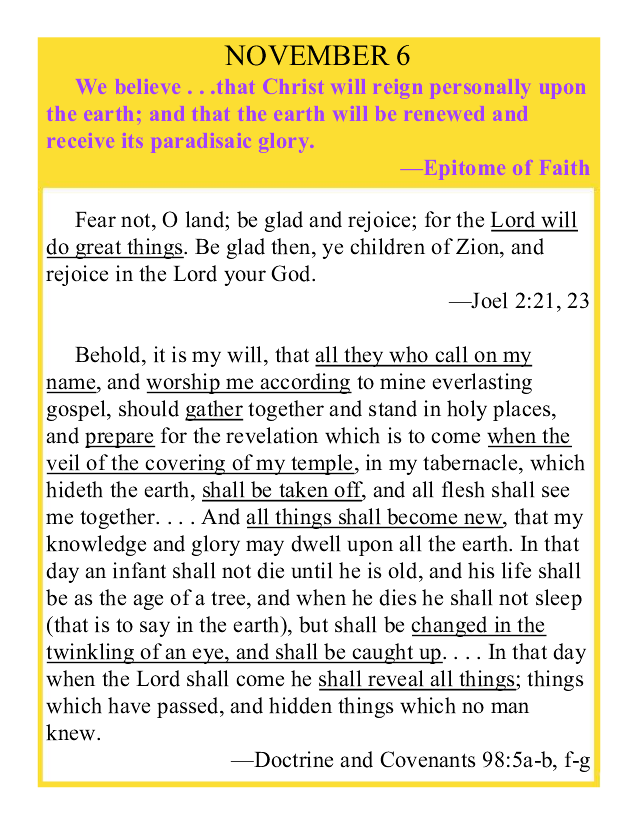 NOVEMBER 6
We believe . . .that Christ will reign personally upon
the earth; and that the earth will be renewed and
receive its paradisaic glory.
—Epitome of Faith
Fear not, O land; be glad and rejoice; for the Lord will
do great things. Be glad then, ye children of Zion, and
rejoice in the Lord your God.
—Joel 2:21, 23
Behold, it is my will, that all they who call on my
name, and worship me according to mine everlasting
gospel, should gather together and stand in holy places,
and prepare for the revelation which is to come when the
veil of the covering of my temple, in my tabernacle, which
hideth the earth, shall be taken off, and all flesh shall see
me together. . . . And all things shall become new, that my
knowledge and glory may dwell upon all the earth. In that
day an infant shall not die until he is old, and his life shall
be as the age of a tree, and when he dies he shall not sleep
(that is to say in the earth), but shall be changed in the
twinkling of an eye, and shall be caught up. . . . In that day
when the Lord shall come he shall reveal all things; things
which have passed, and hidden things which no man
knew.
—Doctrine and Covenants 98:5a-b, f-g